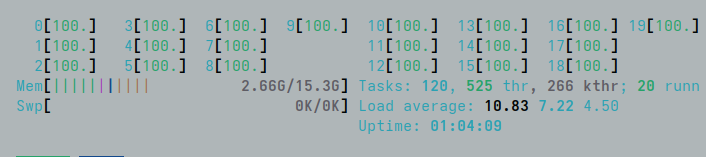 0[100.] 3[100.] 6[100.] 9[100.] 10[100.] 13[100.] 16[100.] 19[100.]
1[100.] 4[100.] 7[100.] 11[100.] 14[100.] 17[100.]
2[100.] 5[100.] 8[100.] 12[100.] 15[100.] 18[100.]
Mem[|||||||||||| 2.66G/15.3G] Tasks: 120, 525 thr, 266 kthr; 20 runn
Swp[ 0K/0K] Load average: 10.83 7.22 4.50
Uptime: 01:04:09